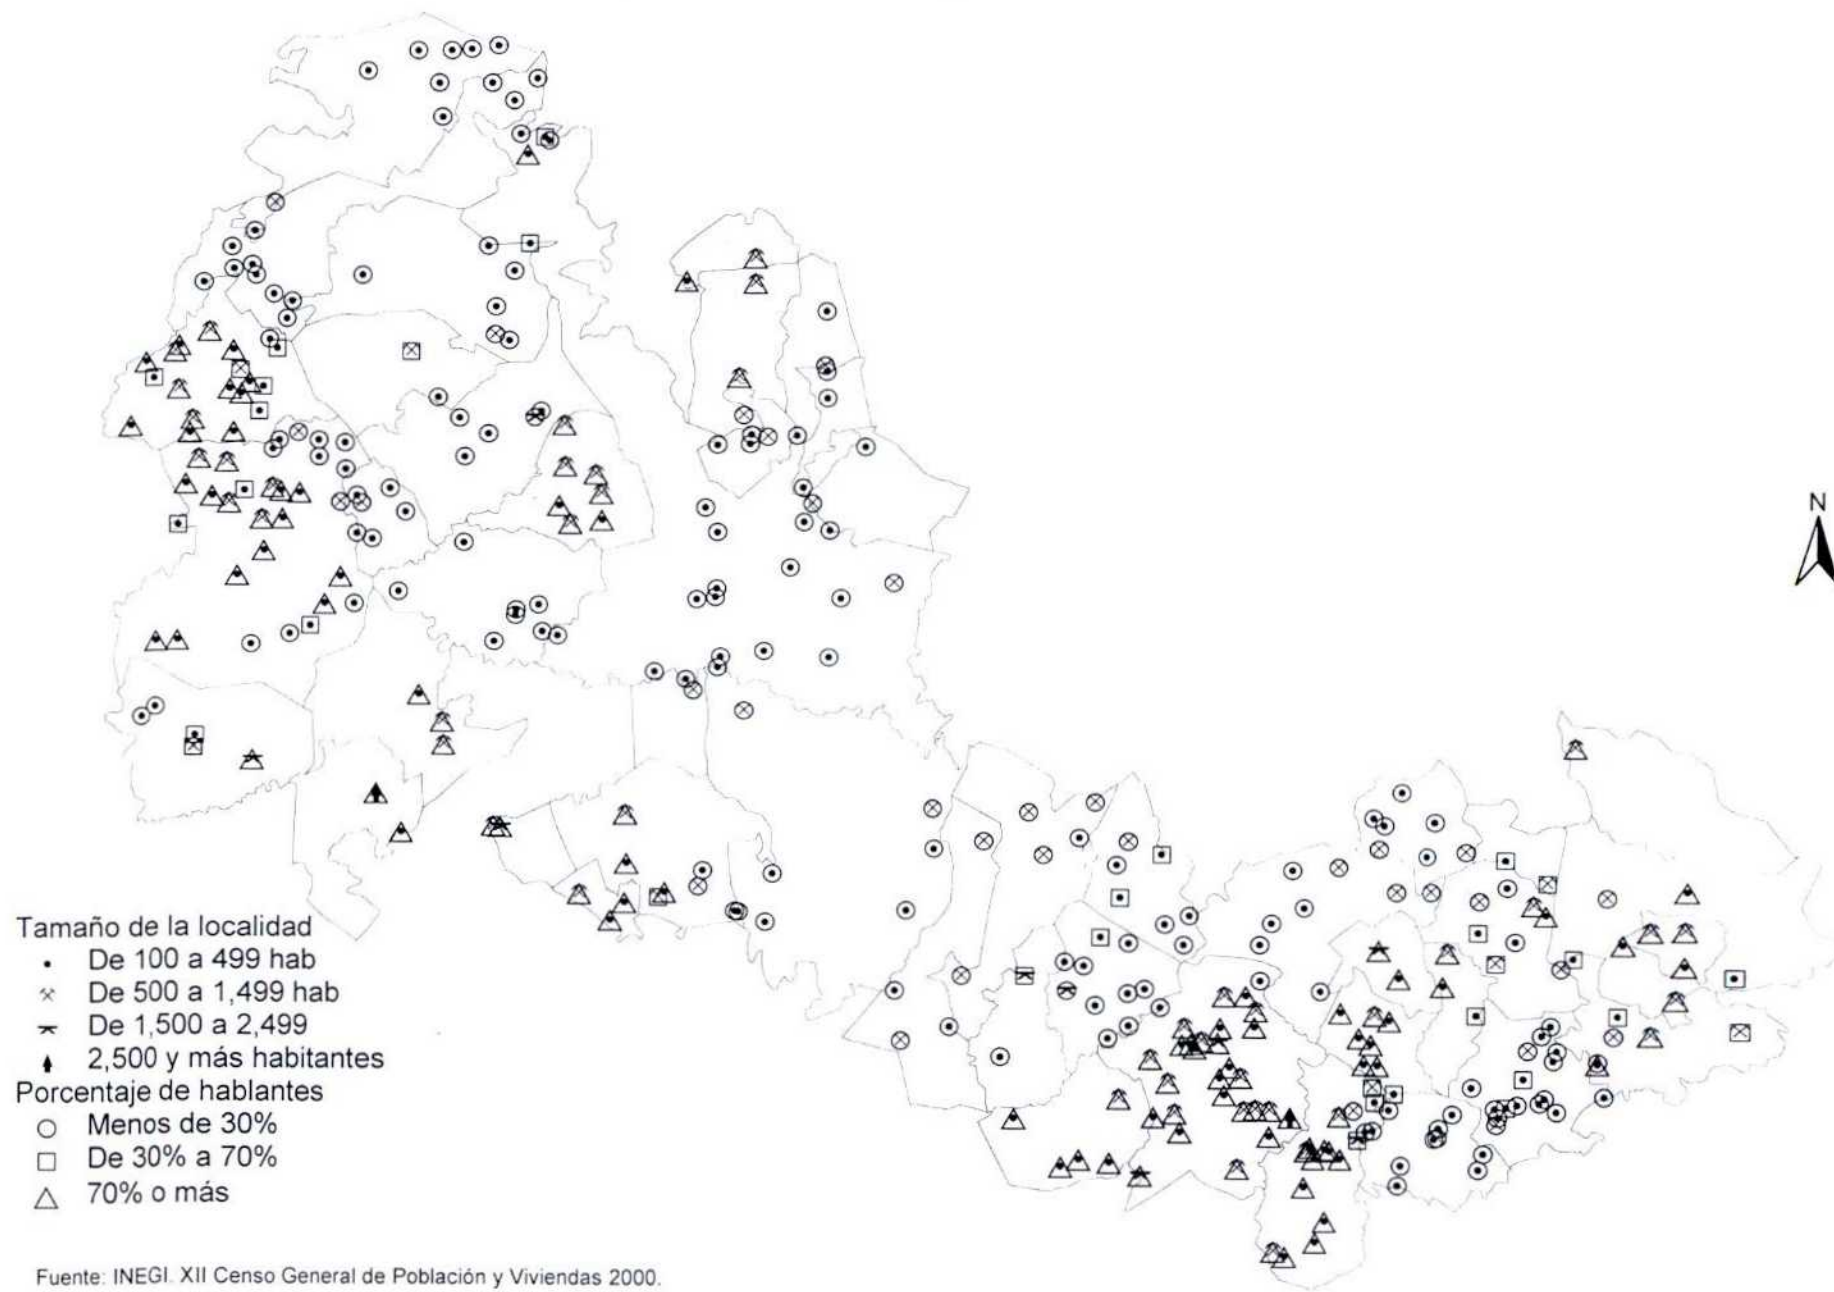 N
Tamaño de la localidad
De 100 a 499 hab
De 500 a 1,499 hab
De 1,500 a 2,499
2,500 y más habitantes
Porcentaje de hablantes
Menos de 30%
De 30% a 70%
70% o más
Fuente: INEGI. XII Censo General de Población y Viviendas 2000.